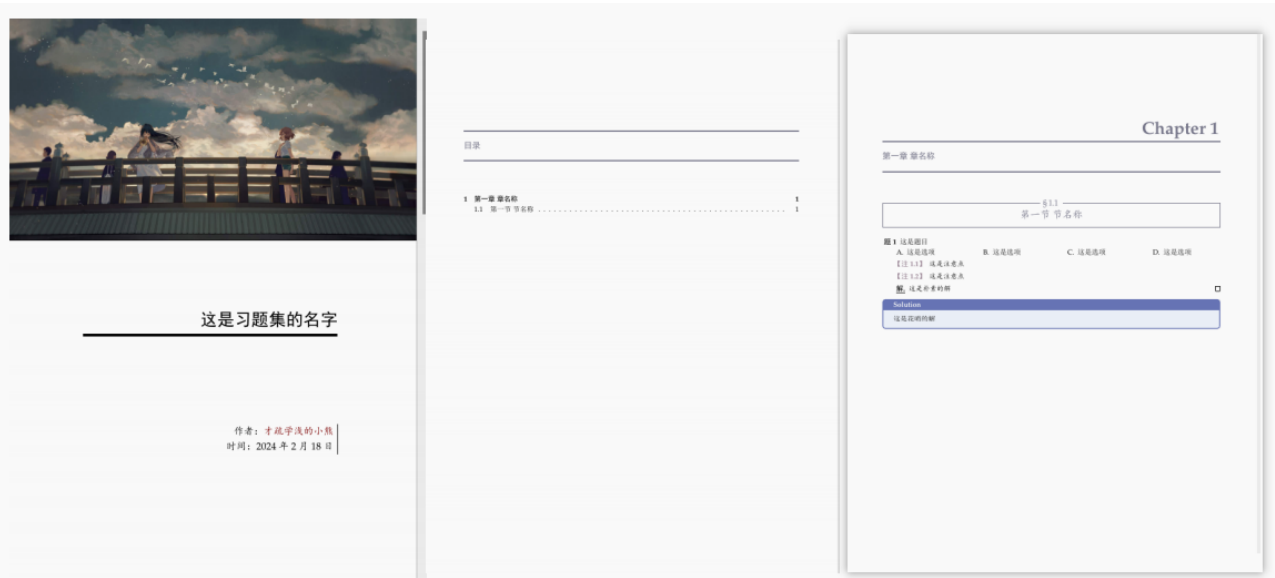 这是习题集的名字
作者：才疏学浅的小熊
时间：2024 年 2 月 18 日
目录
1 第一章 章名称 1
1.1 第一节 节名称 1
Chapter 1
第一章 章名称
§1.1
第一节 节名称
题 1 这是题目
A. 这是选项 B. 这是选项 C. 这是选项 D. 这是选项
【注 1.1】 这是注意点
【注 1.2】 这是注意点
解. 这是朴素的解
Solution
这是花哨的解